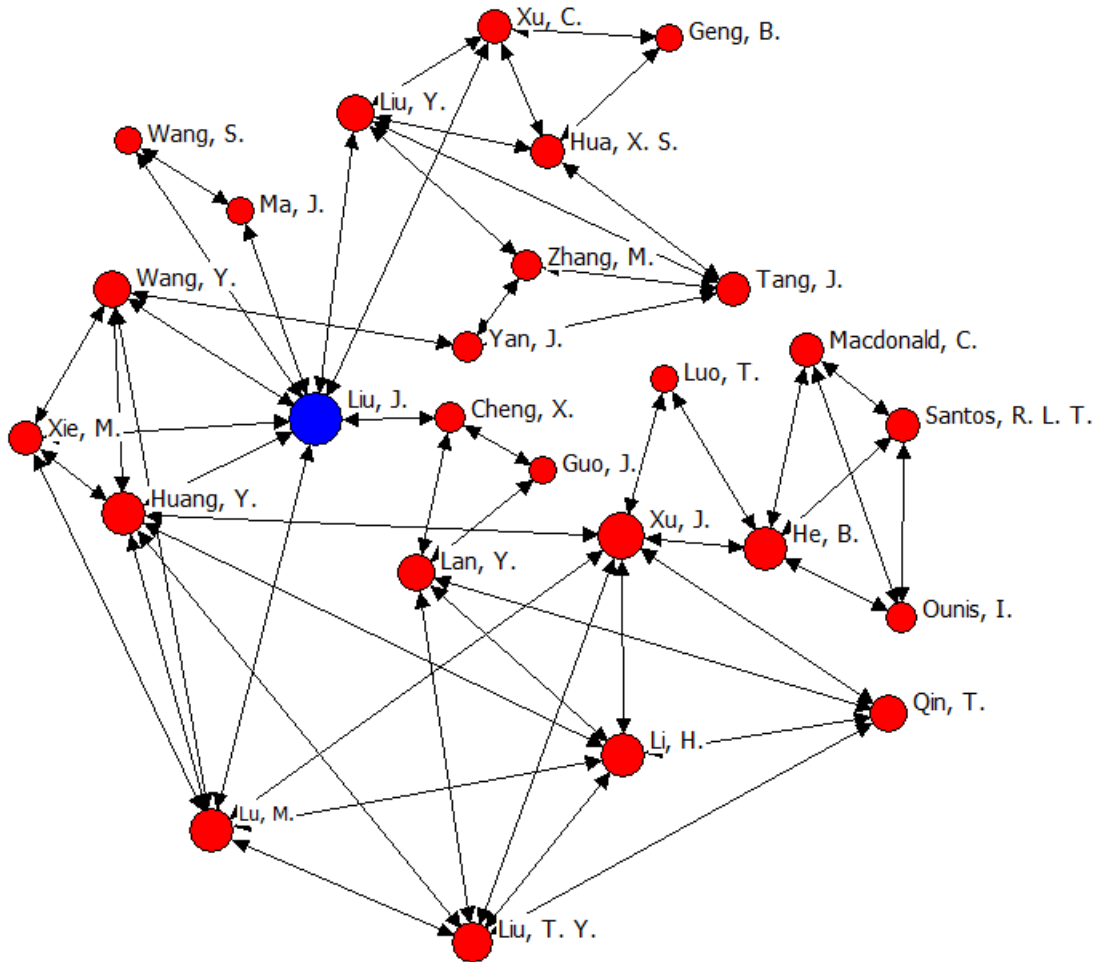 Xu, C.
Geng, B.
Liu, Y.
Wang, S.
Hua, X. S.
Ma, J.
Zhang, M.
Wang, Y.
Tang, J.
Yan, J.
Macdonald, C.
Luo, T.
Liu, J.
Cheng, X.
Santos, R. L. T.
Xie, M.
Guo, J.
Huang, Y.
Xu, J.
He, B.
Lan, Y.
Ounis, I.
Qin, T.
Li, H.
Lu, M.
Liu, T. Y.